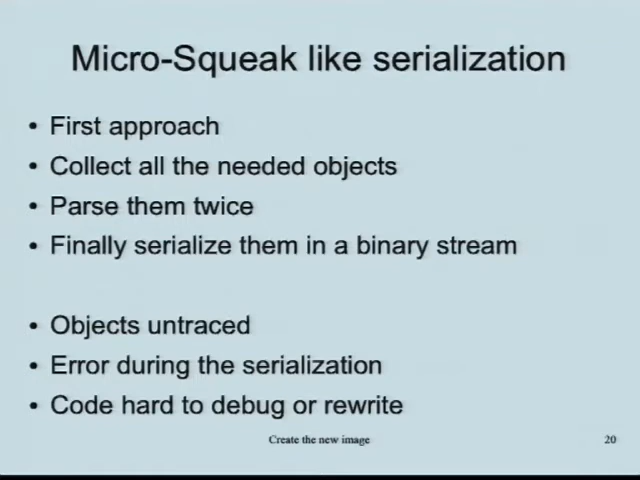 Micro-Squeak like serialization
• First approach
• Collect all the needed objects
• Parse them twice
• Finally serialize them in a binary stream
• Objects untraced
• Error during the serialization
• Code hard to debug or rewrite
Create the new image
20